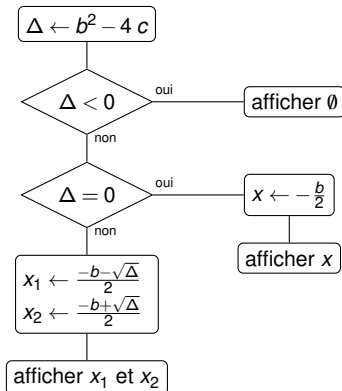 Δ ← b² − 4 c
Δ < 0
oui
afficher ∅
non
Δ = 0
oui
x ← −b/2
non
afficher x
x₁ ← (−b−√Δ)/2
x₂ ← (−b+√Δ)/2
afficher x₁ et x₂